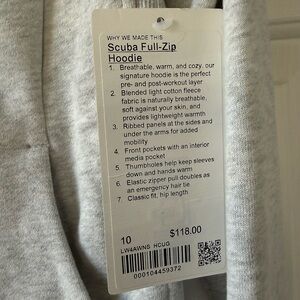 WHY WE MADE THIS
Scuba Full-Zip
Hoodie
1. Breathable, warm, and cozy, our
signature hoodie is the perfect
pre- and post-workout layer
2. Blended light cotton fleece
fabric is naturally breathable,
soft against your skin, and
provides lightweight warmth
3. Ribbed panels at the sides and
under the arms for added
mobility
4. Front pockets with an interior
media pocket
5. Thumbholes help keep sleeves
down and hands warm
6. Elastic zipper pull doubles as
an emergency hair tie
7. Classic fit, hip length
10 $118.00
LW4AWNS HCUG
000104459372